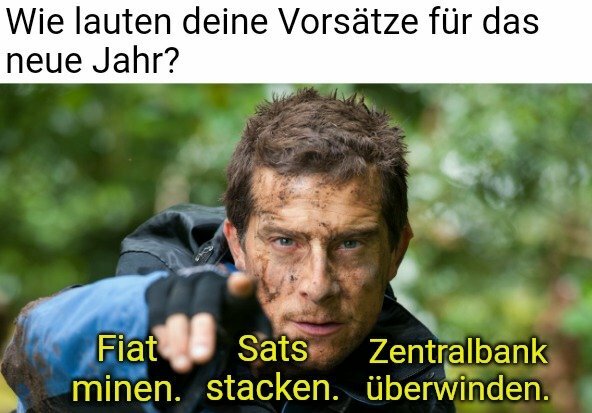 Wie lauten deine Vorsätze für das
neue Jahr?
Fiat
minen.
Sats
stacken.
Zentralbank
überwinden.